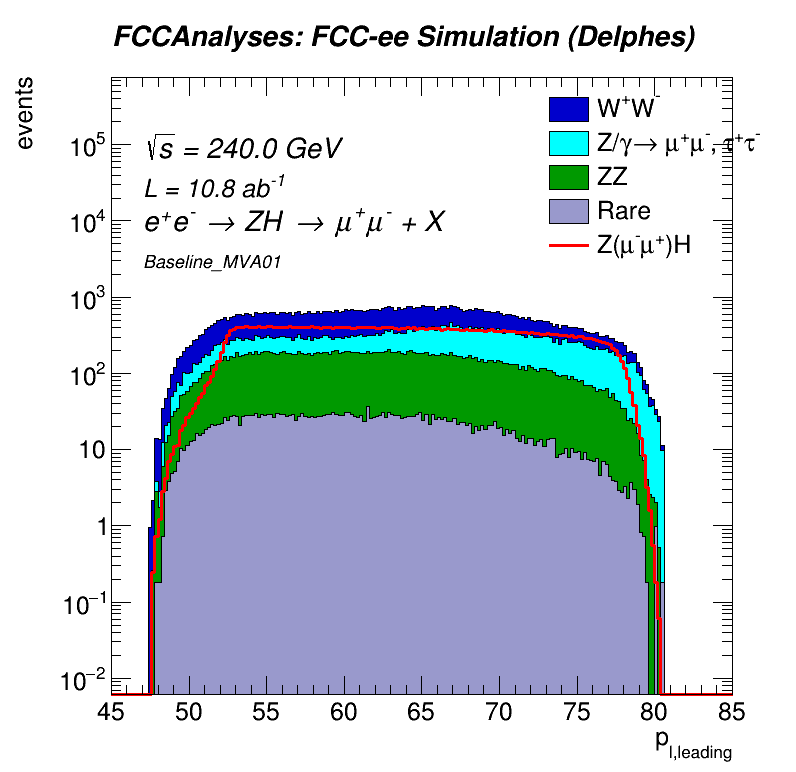 FCCAnalyses: FCC-ee Simulation (Delphes)
events
√s = 240.0 GeV
L = 10.8 ab⁻¹
e⁺e⁻ → ZH → μ⁺μ⁻ + X
Baseline_MVA01
W⁺W⁻
Z/γ→ μ⁺μ⁻, τ⁺τ⁻
ZZ
Rare
Z(μ⁻μ⁺)H
10⁵
10⁴
10³
10²
10
1
10⁻¹
10⁻²
45 50 55 60 65 70 75 80 85
p_l,leading